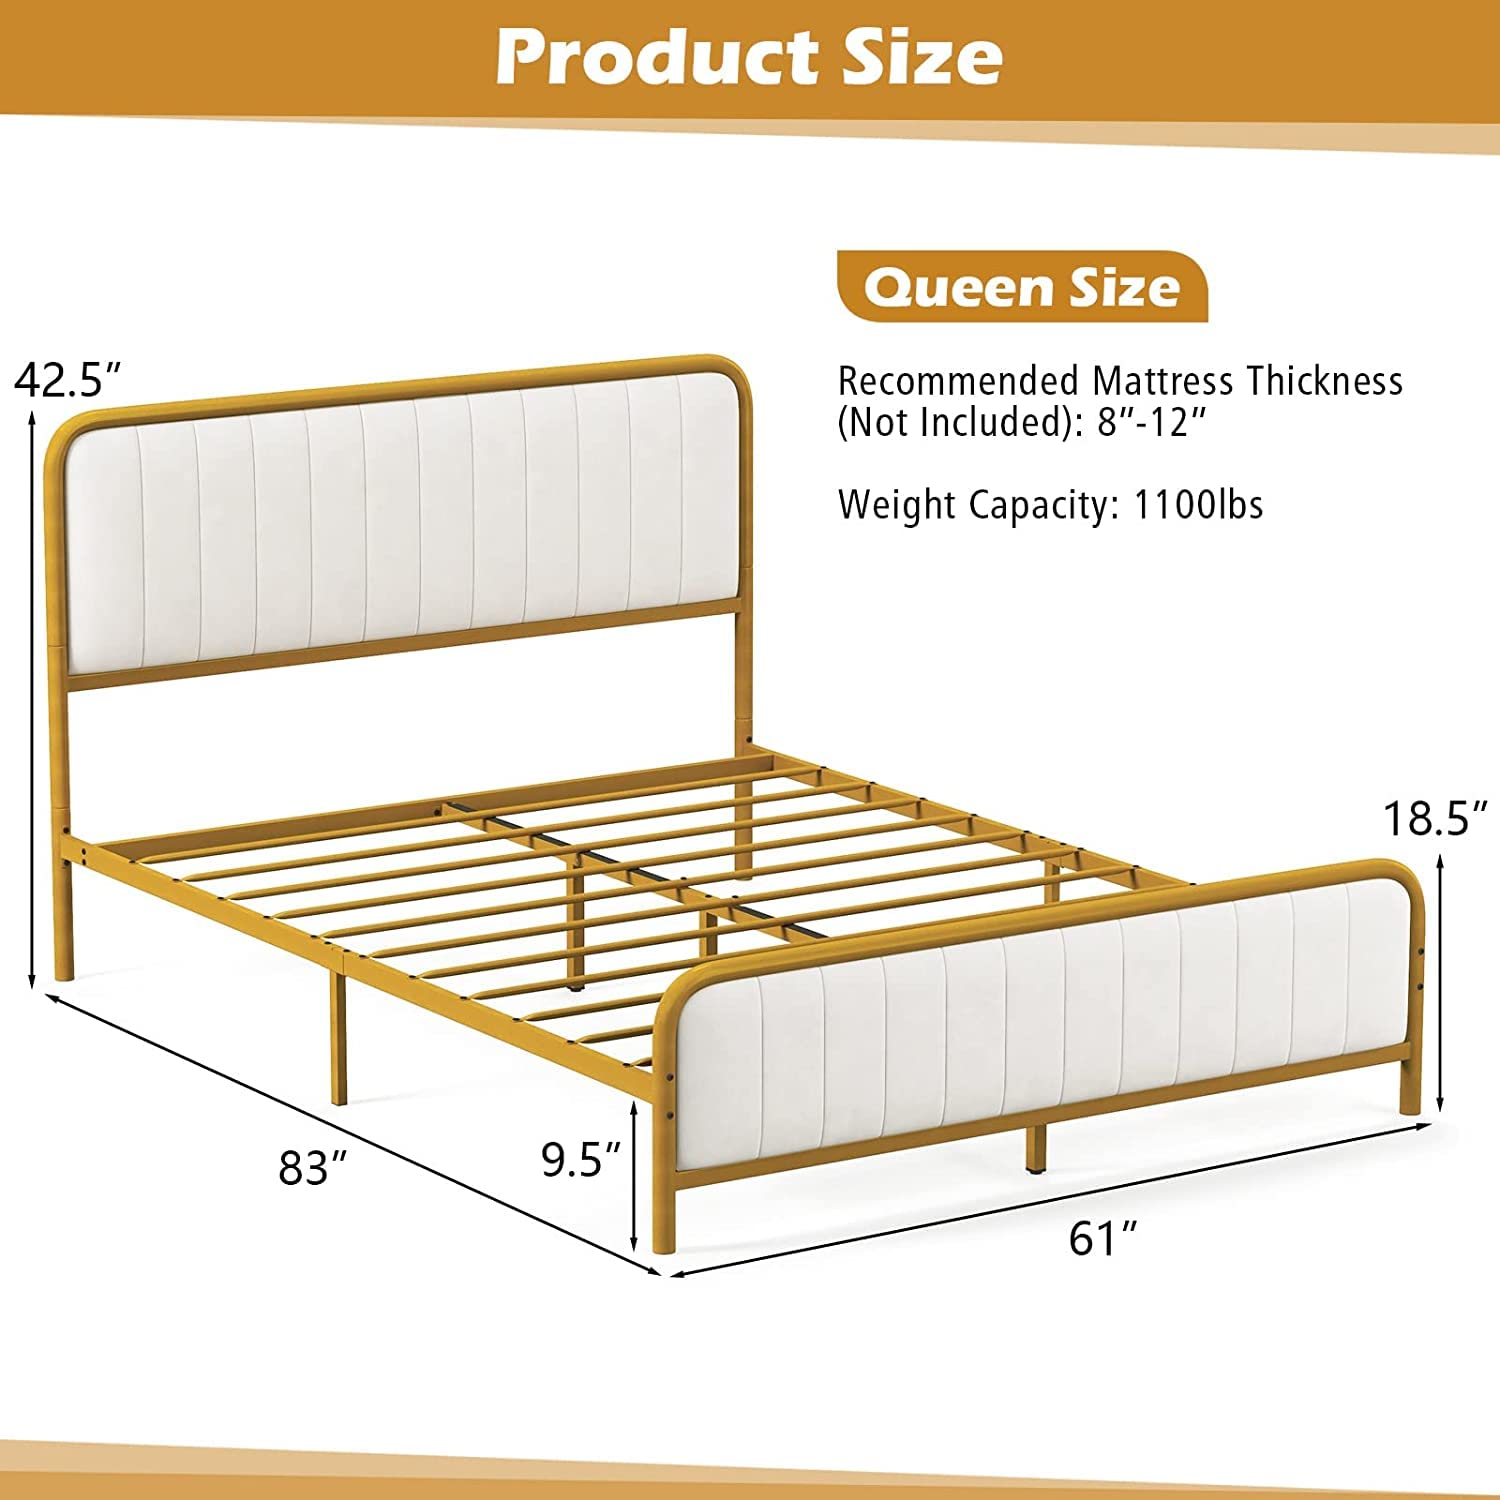 Product Size
Queen Size
42.5″
Recommended Mattress Thickness
(Not Included): 8″-12″
Weight Capacity: 1100lbs
18.5″
9.5″
83″
61″